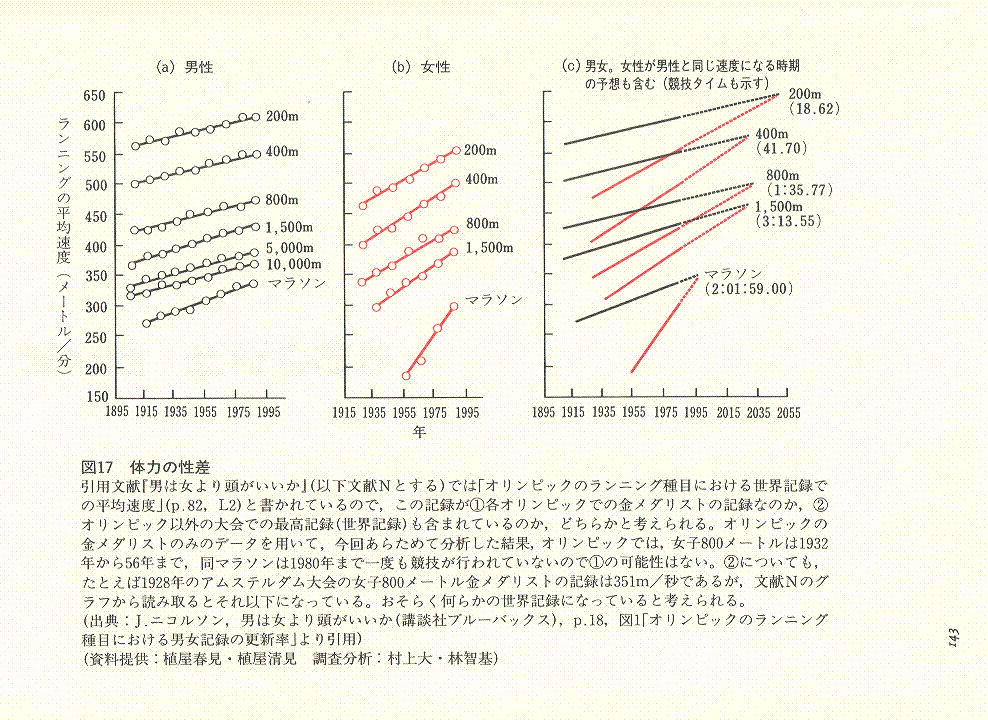 (a) 男性
(b) 女性
(c) 男女。女性が男性と同じ速度になる時期
の予想も含む (競技タイムも示す)
ランニングの平均速度（メートル／分）
650
600
550
500
450
400
350
300
250
200
150
200m
400m
800m
1,500m
5,000m
10,000m
マラソン
1895 1915 1935 1955 1975 1995
200m
400m
800m
1,500m
マラソン
1915 1935 1955 1975 1995
年
200m
(18.62)
400m
(41.70)
800m
(1:35.77)
1,500m
(3:13.55)
マラソン
(2:01:59.00)
1895 1915 1935 1955 1975 1995 2015 2035 2055
図17 体力の性差
引用文献『男は女より頭がいいか』(以下文献Nとする)では「オリンピックのランニング種目における世界記録で
の平均速度」(p.82，L2)と書かれているので，この記録が①各オリンピックでの金メダリストの記録なのか，②
オリンピック以外の大会での最高記録(世界記録)も含まれているのか，どちらかと考えられる。オリンピックの
金メダリストのみのデータを用いて，今回あらためて分析した結果，オリンピックでは，女子800メートルは1932
年から56年まで，同マラソンは1980年まで一度も競技が行われていないので①の可能性はない。②についても，
たとえば1928年のアムステルダム大会の女子800メートル金メダリストの記録は351m／秒であるが，文献Nのグ
ラフから読み取るとそれ以下になっている。おそらく何らかの世界記録になっていると考えられる。
(出典：J.ニコルソン，男は女より頭がいいか(講談社ブルーバックス)，p.18，図1「オリンピックのランニング
種目における男女記録の更新率」より引用)
(資料提供：植屋春見・植屋清見 調査分析：村上大・林智基)
143